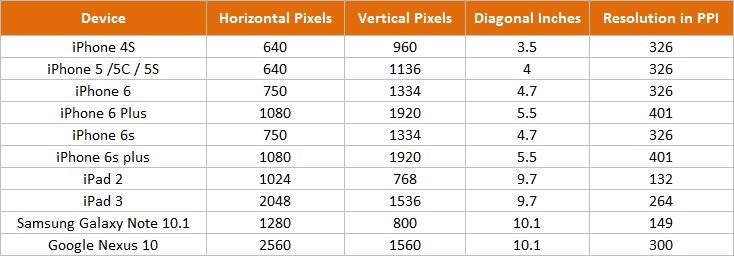 Device Horizontal Pixels Vertical Pixels Diagonal Inches Resolution in PPI
iPhone 4S 640 960 3.5 326
iPhone 5 /5C / 5S 640 1136 4 326
iPhone 6 750 1334 4.7 326
iPhone 6 Plus 1080 1920 5.5 401
iPhone 6s 750 1334 4.7 326
iPhone 6s plus 1080 1920 5.5 401
iPad 2 1024 768 9.7 132
iPad 3 2048 1536 9.7 264
Samsung Galaxy Note 10.1 1280 800 10.1 149
Google Nexus 10 2560 1560 10.1 300